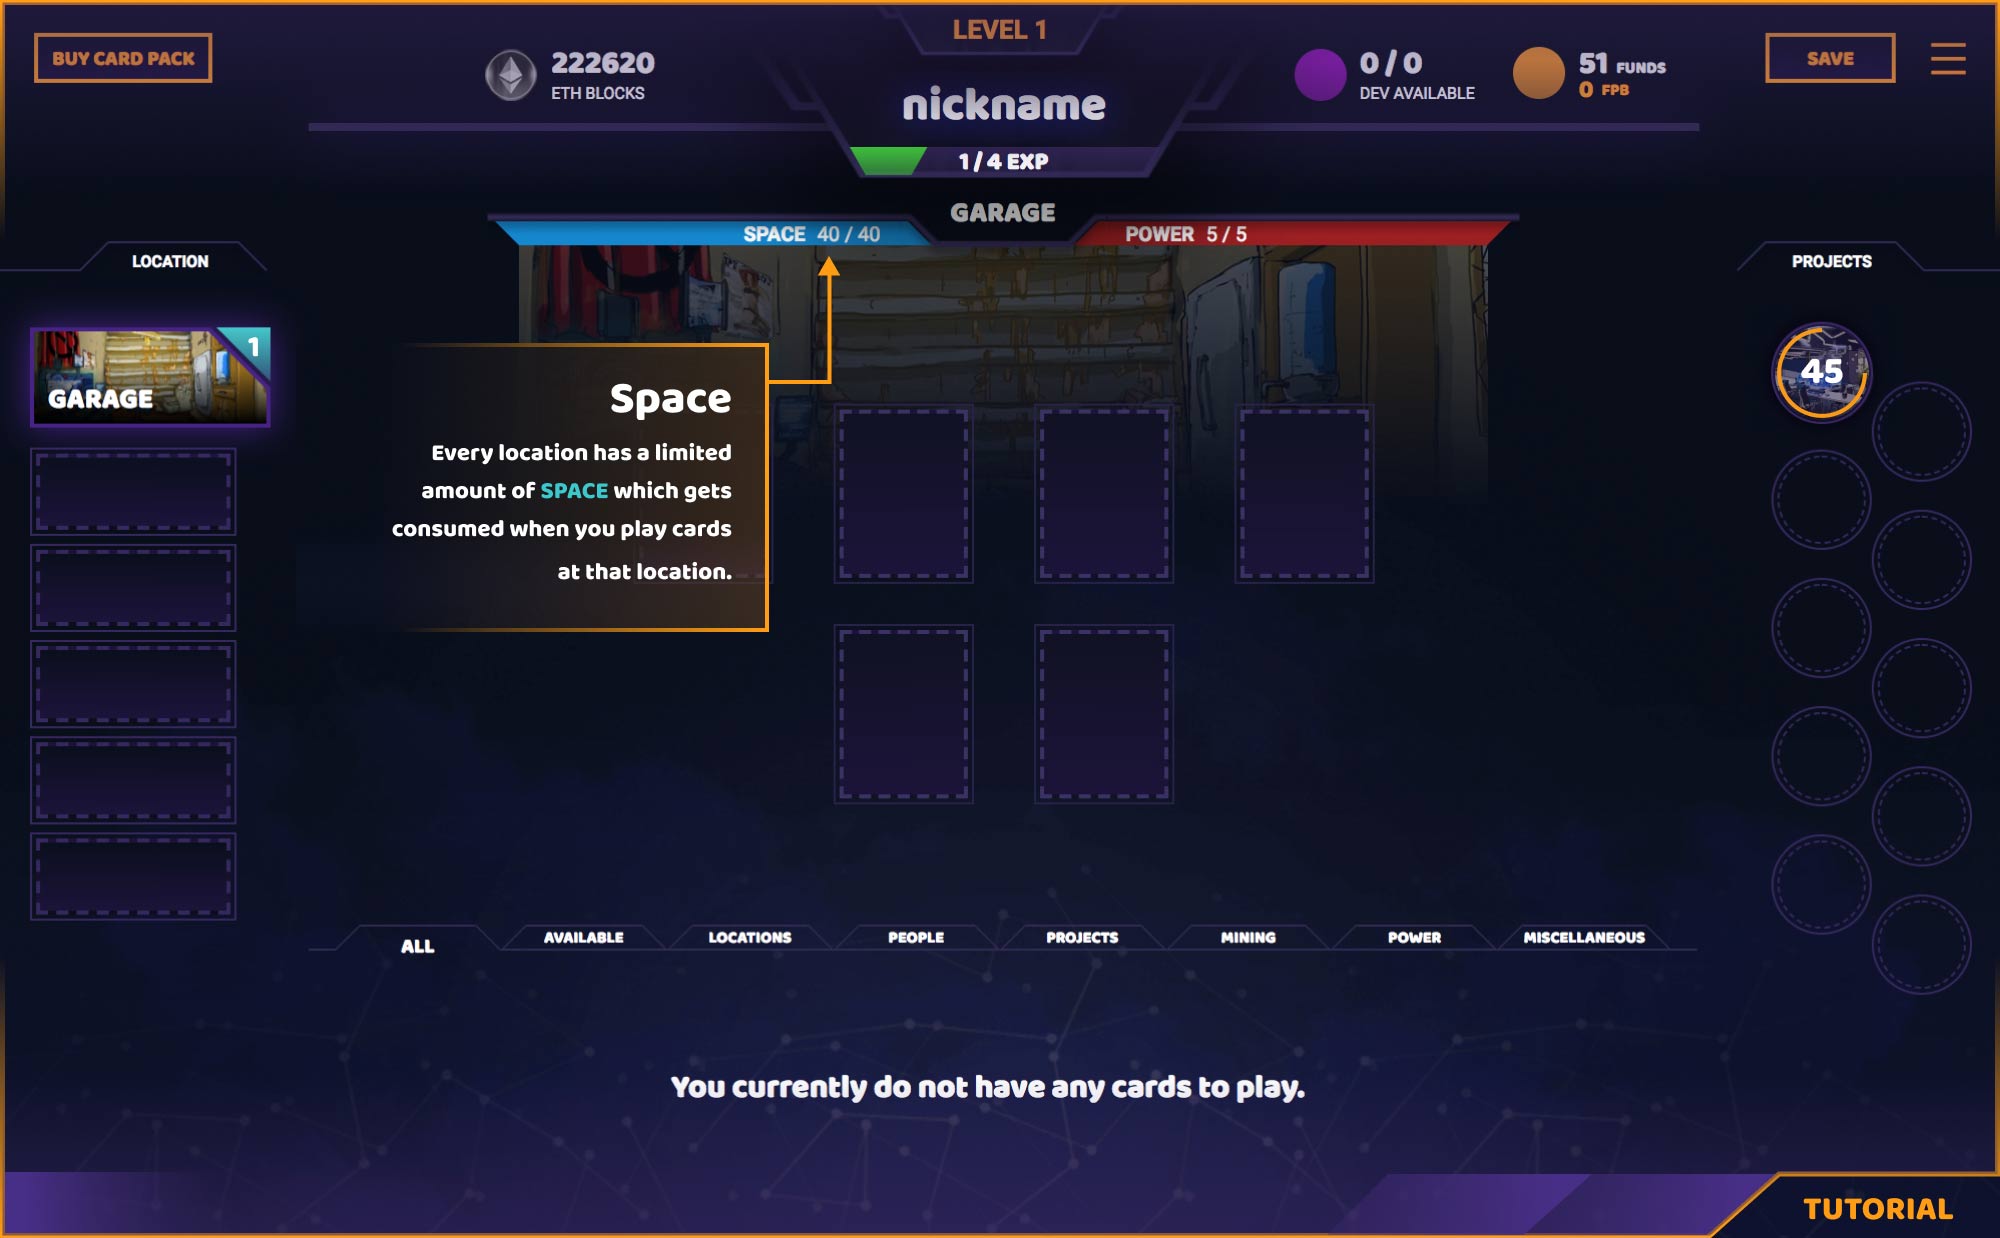 LEVEL 1
BUY CARD PACK
222620
ETH BLOCKS
nickname
0 / 0
DEV AVAILABLE
51 FUNDS
0 FPB
SAVE
1 / 4 EXP
GARAGE
SPACE 40 / 40
POWER 5 / 5
LOCATION
PROJECTS
1
GARAGE
45
Space
Every location has a limited
amount of SPACE which gets
consumed when you play cards
at that location.
ALL
AVAILABLE
LOCATIONS
PEOPLE
PROJECTS
MINING
POWER
MISCELLANEOUS
You currently do not have any cards to play.
TUTORIAL